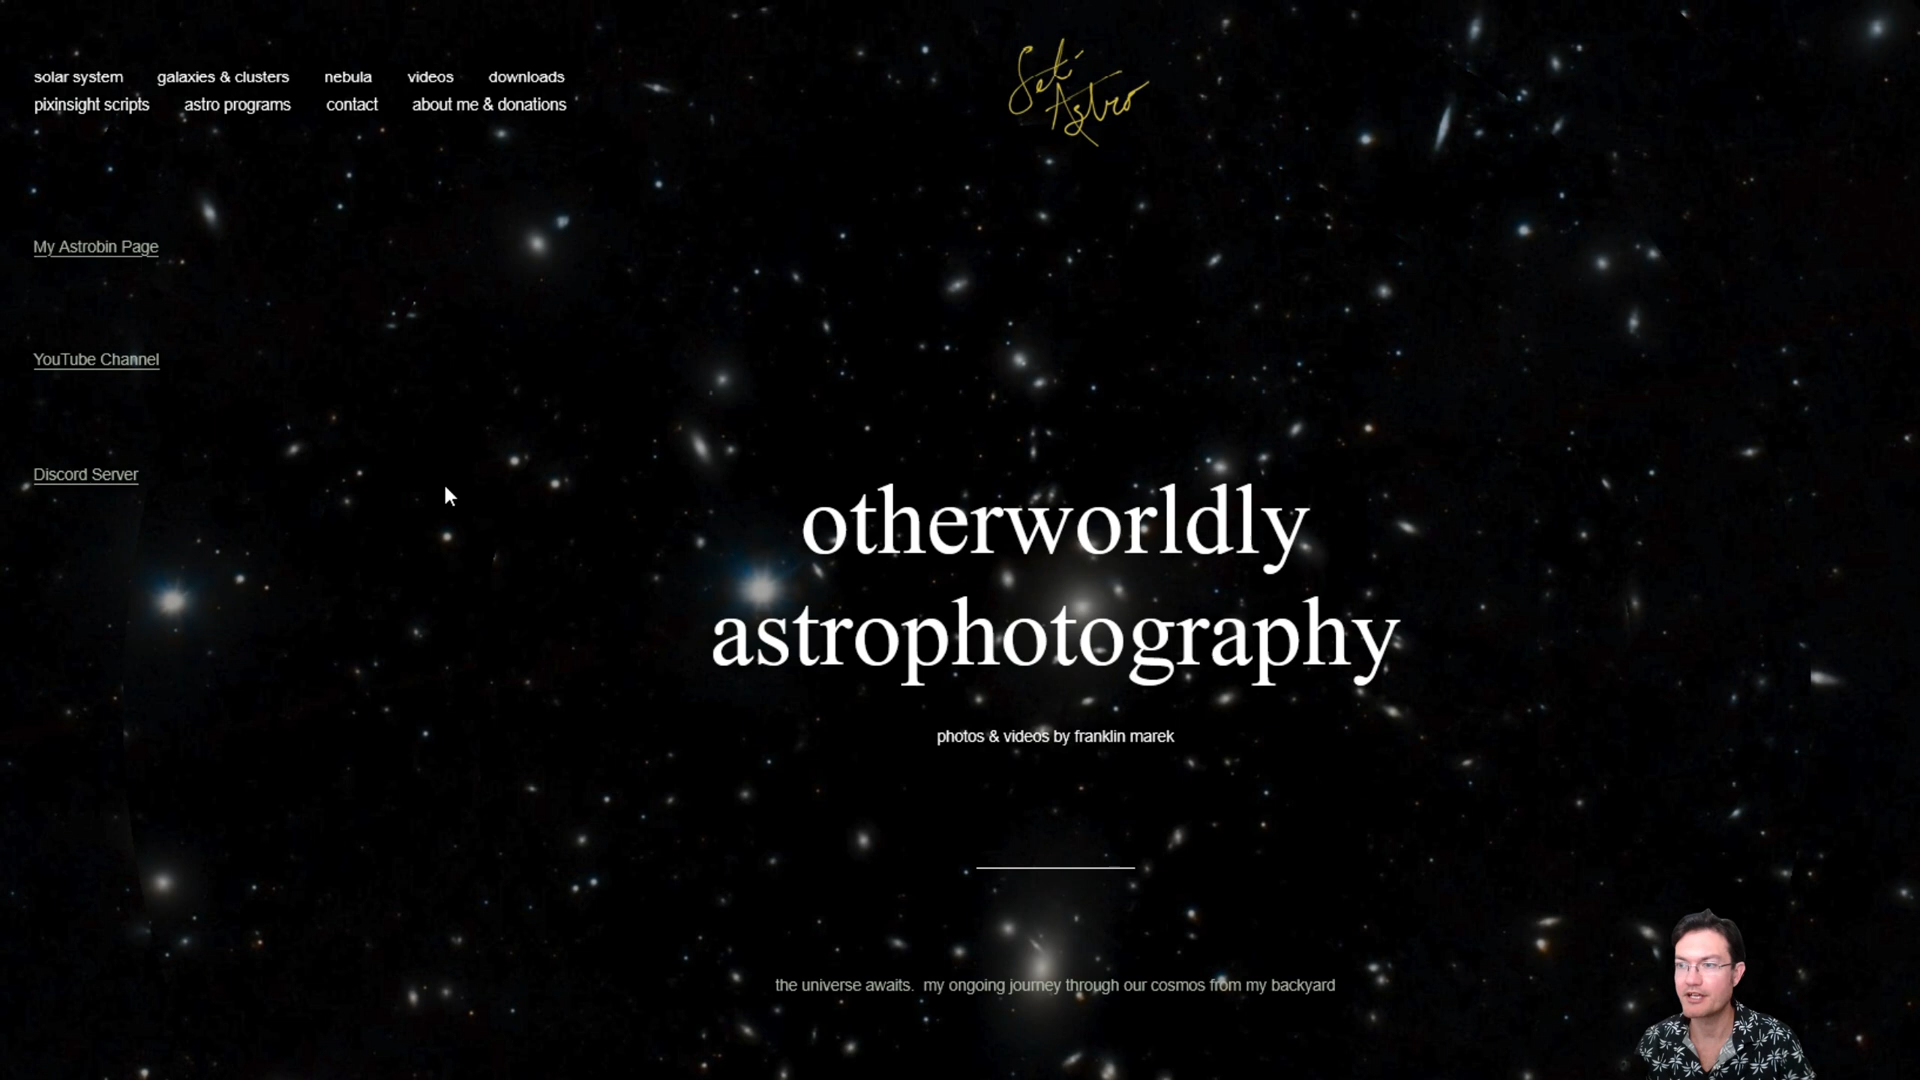 solar system galaxies & clusters nebula videos downloads
pixinsight scripts astro programs contact about me & donations
Seti
Astro
My Astrobin Page
YouTube Channel
Discord Server
otherworldly
astrophotography
photos & videos by franklin marek
the universe awaits. my ongoing journey through our cosmos from my backyard